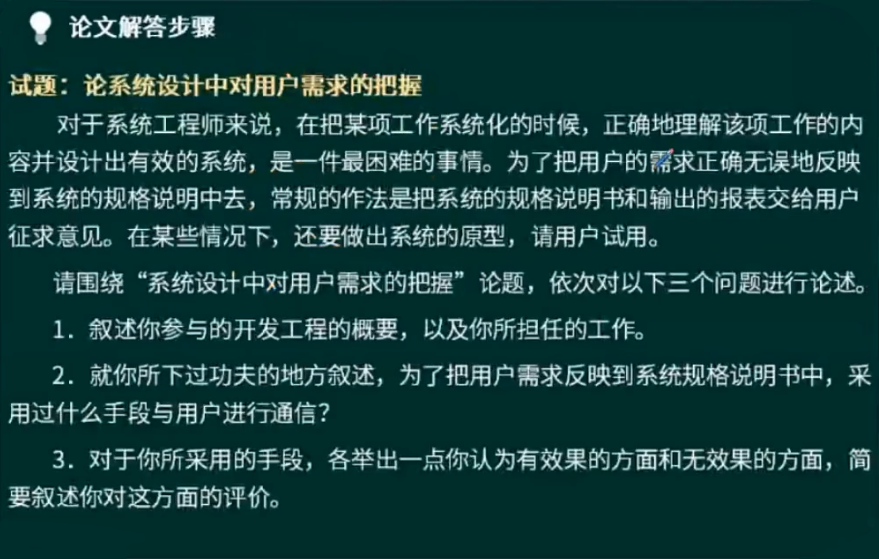 论文解答步骤
试题：论系统设计中对用户需求的把握
对于系统工程师来说，在把某项工作系统化的时候，正确地理解该项工作的内
容并设计出有效的系统，是一件最困难的事情。为了把用户的需求正确无误地反映
到系统的规格说明中去，常规的作法是把系统的规格说明书和输出的报表交给用户
征求意见。在某些情况下，还要做出系统的原型，请用户试用。
请围绕“系统设计中对用户需求的把握”论题，依次对以下三个问题进行论述。
1．叙述你参与的开发工程的概要，以及你所担任的工作。
2．就你所下过功夫的地方叙述，为了把用户需求反映到系统规格说明书中，采
用过什么手段与用户进行通信？
3．对于你所采用的手段，各举出一点你认为有效果的方面和无效果的方面，简
要叙述你对这方面的评价。